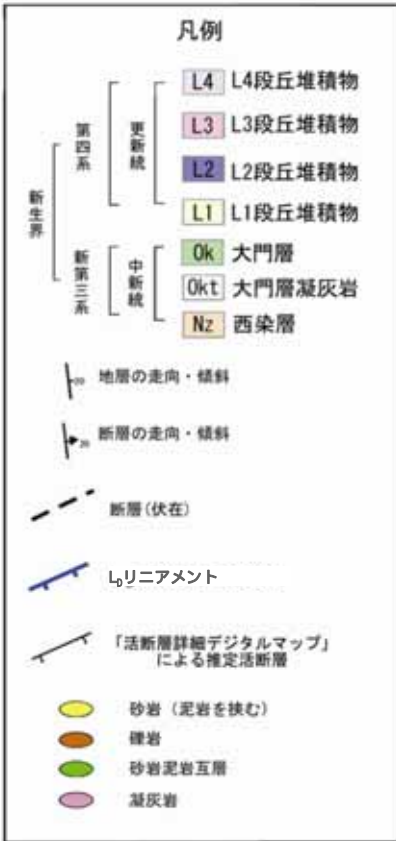 凡例
新生界
第四系
更新統
L4 L4段丘堆積物
L3 L3段丘堆積物
L2 L2段丘堆積物
L1 L1段丘堆積物
新第三系
中新統
Ok 大門層
Okt 大門層凝灰岩
Nz 西染層
地層の走向・傾斜
断層の走向・傾斜
断層(伏在)
LDリニアメント
「活断層詳細デジタルマップ」
による推定活断層
砂岩（泥岩を挟む）
礫岩
砂岩泥岩互層
凝灰岩